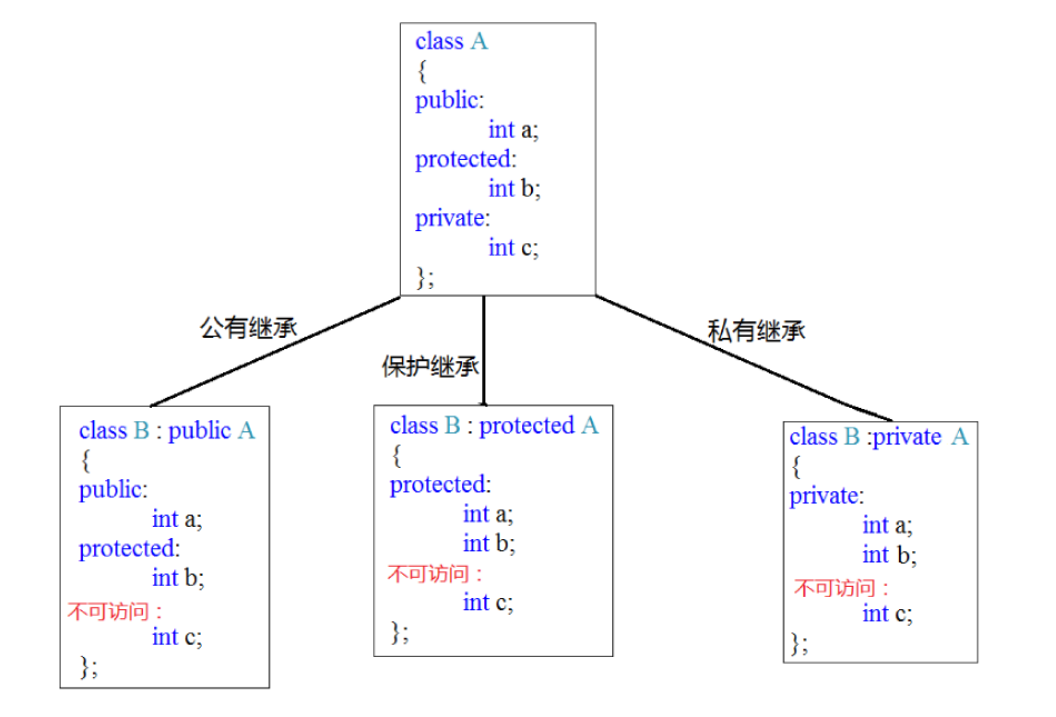 class A
{
public:
int a;
protected:
int b;
private:
int c;
};
公有继承
保护继承
私有继承
class B : public A
{
public:
int a;
protected:
int b;
不可访问：
int c;
};
class B : protected A
{
protected:
int a;
int b;
不可访问：
int c;
};
class B :private A
{
private:
int a;
int b;
不可访问：
int c;
};